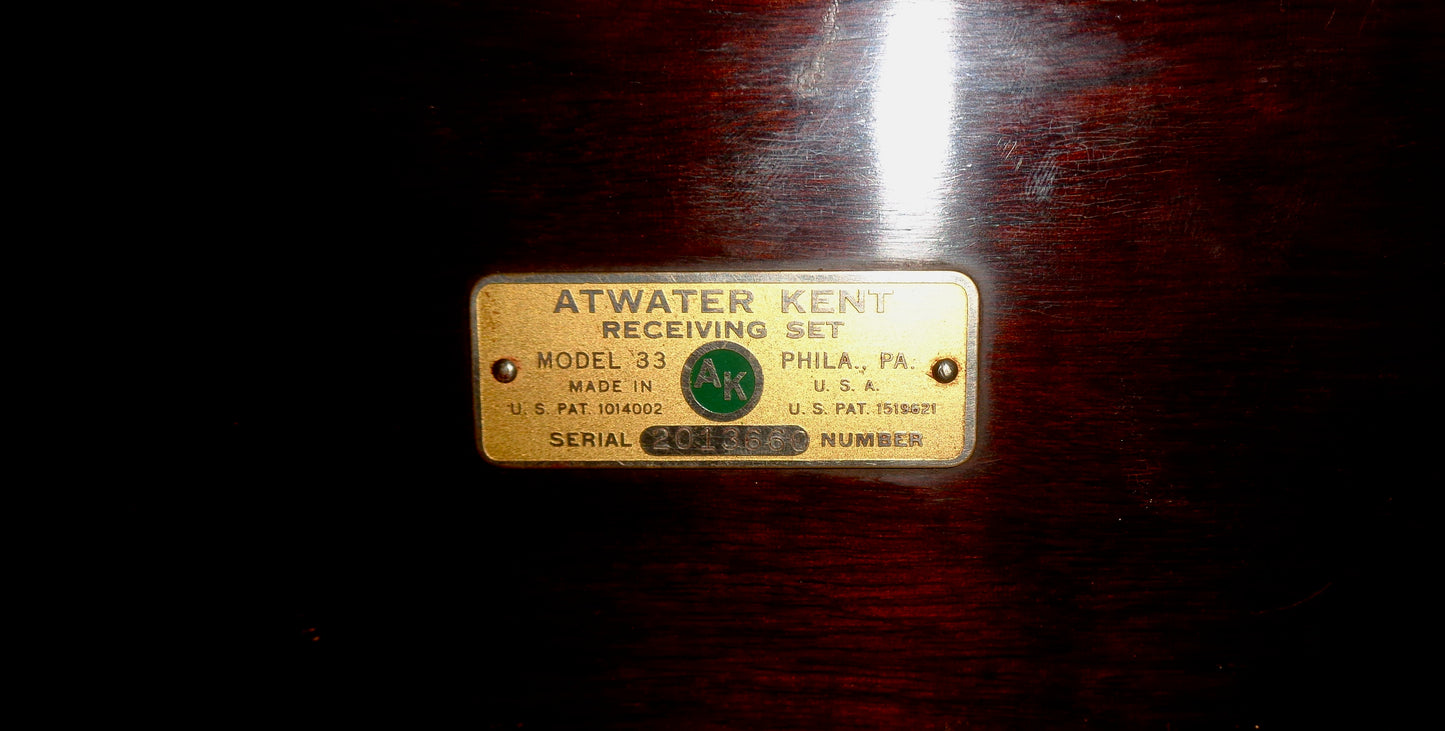 ATWATER KENT
RECEIVING SET
MODEL 33 AK PHILA., PA.
MADE IN U. S. A.
U. S. PAT. 1014002 U. S. PAT. 1519621
SERIAL 2013660 NUMBER